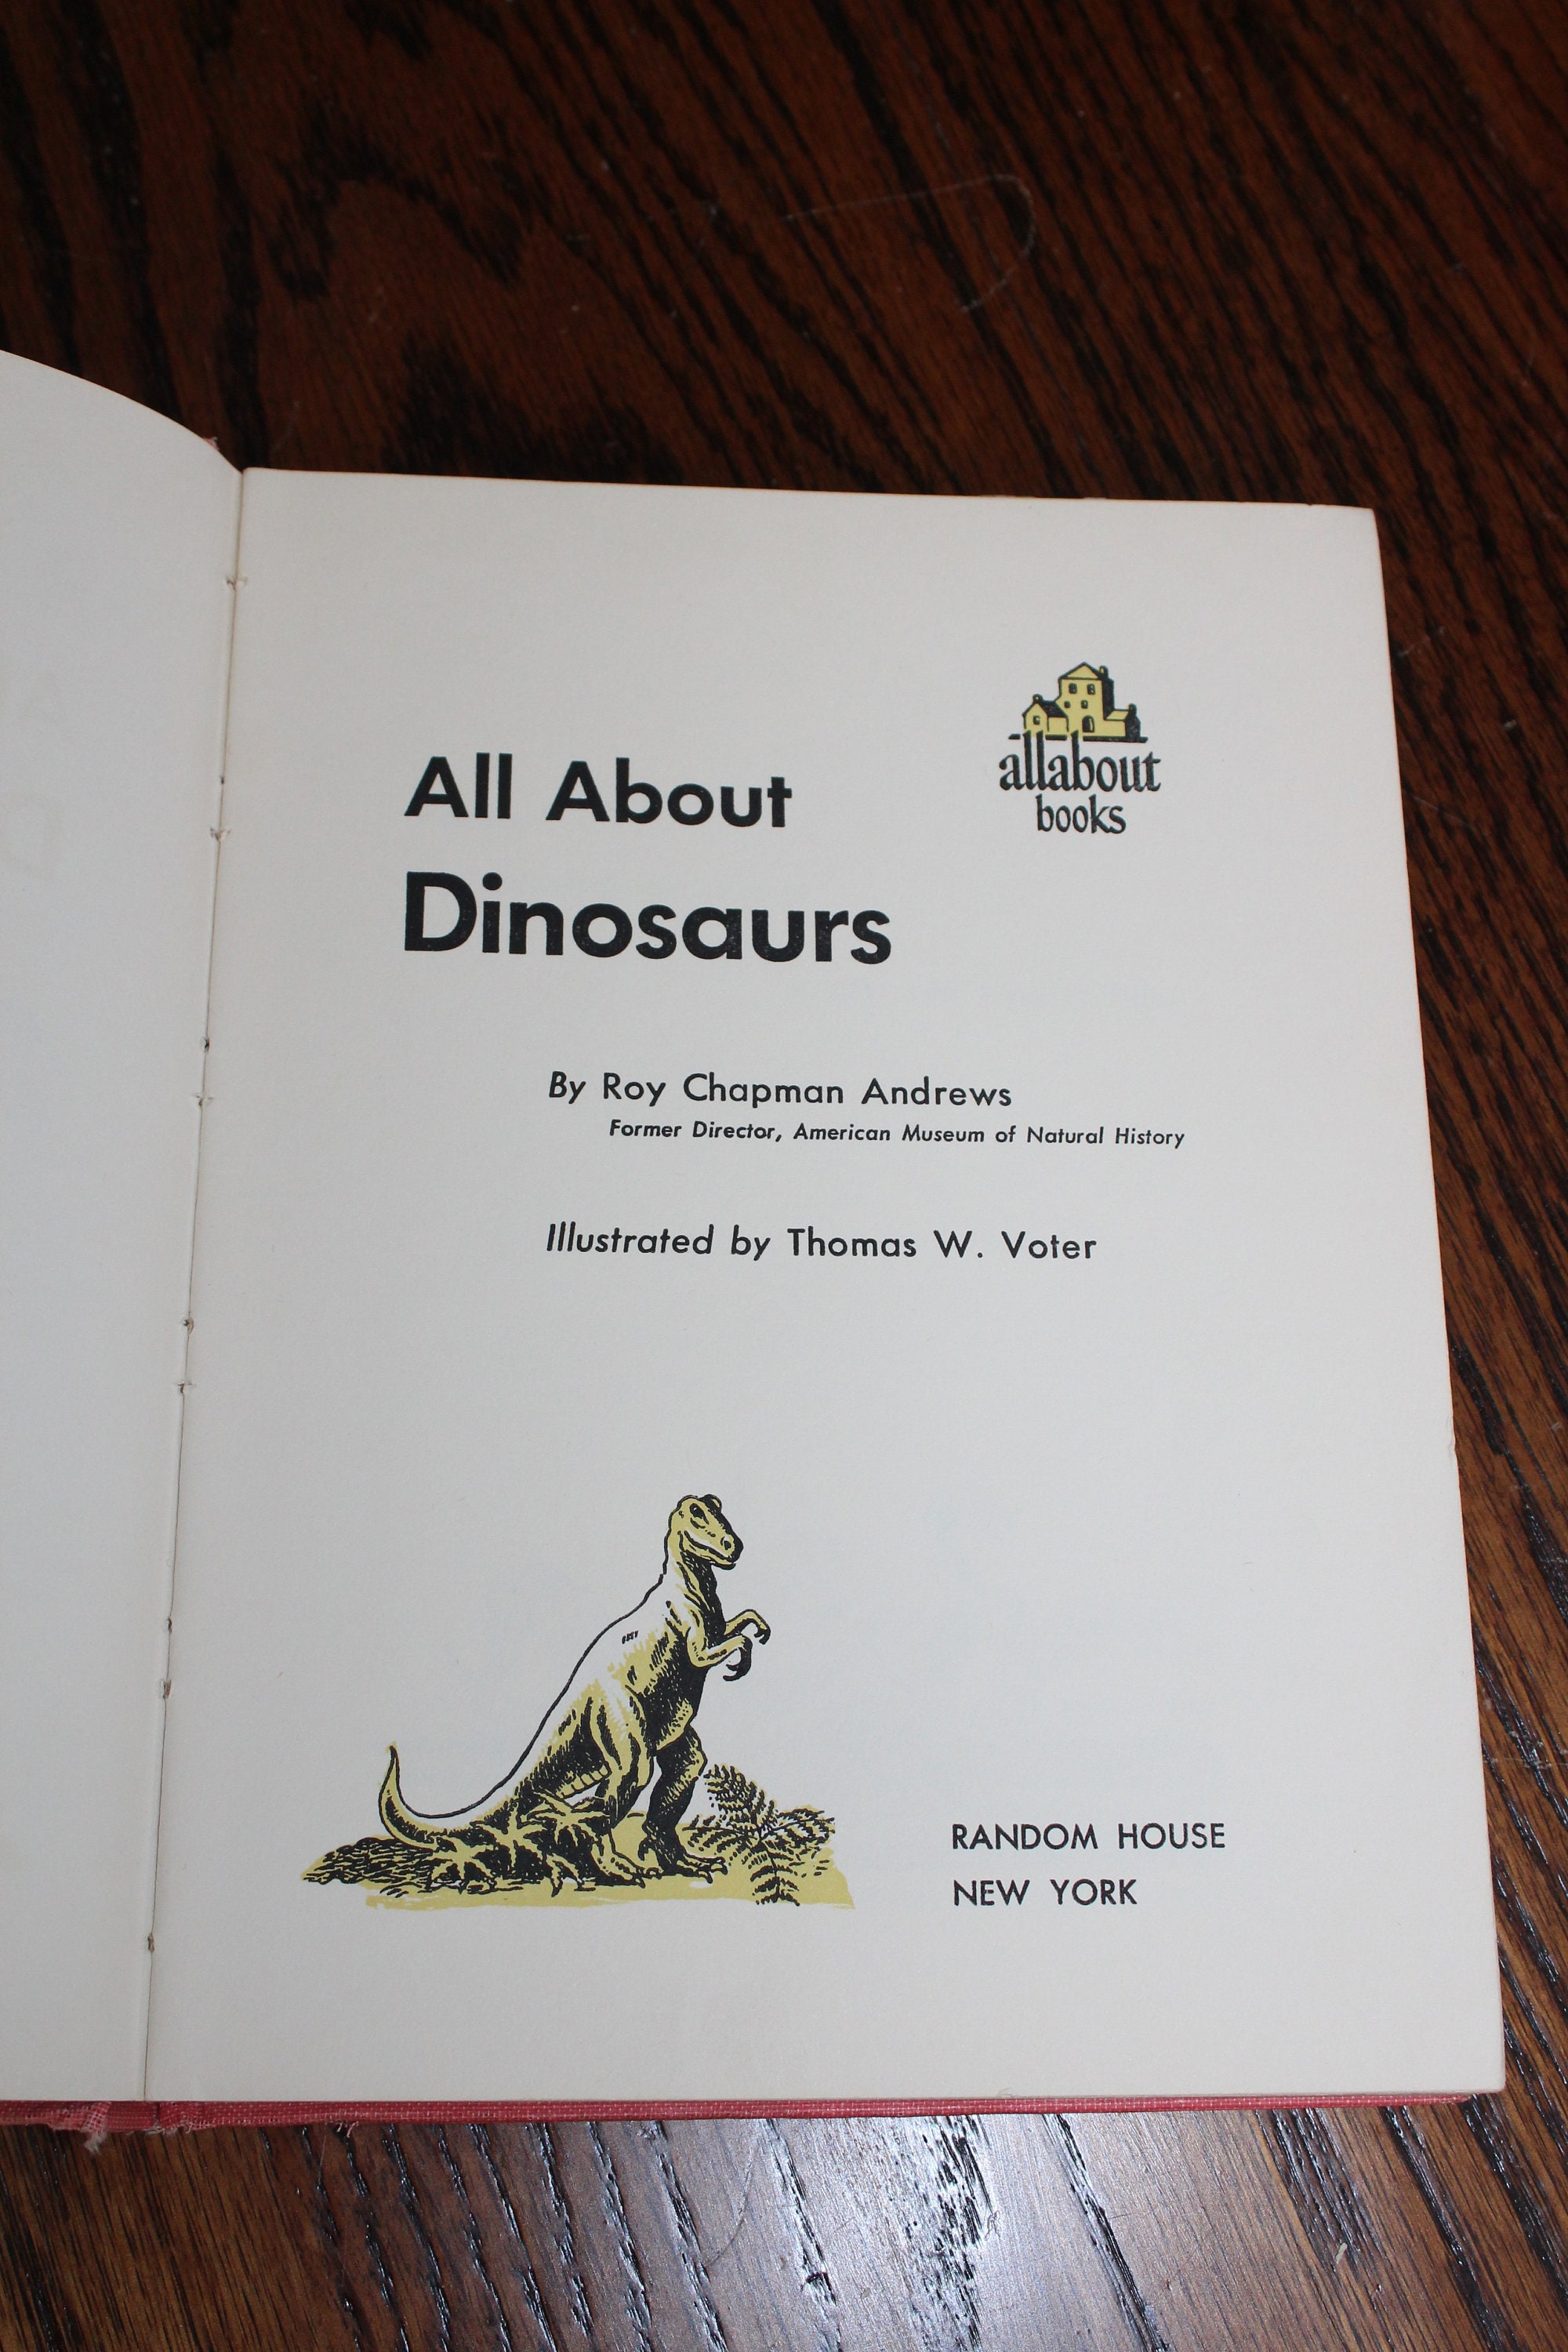 allabout
books
All About
Dinosaurs
By Roy Chapman Andrews
Former Director, American Museum of Natural History
Illustrated by Thomas W. Voter
RANDOM HOUSE
NEW YORK